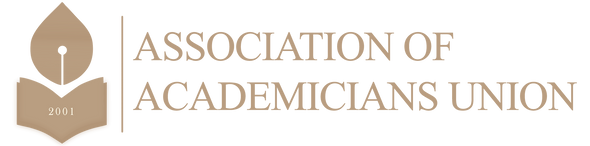 2001
ASSOCIATION OF
ACADEMICIANS UNION